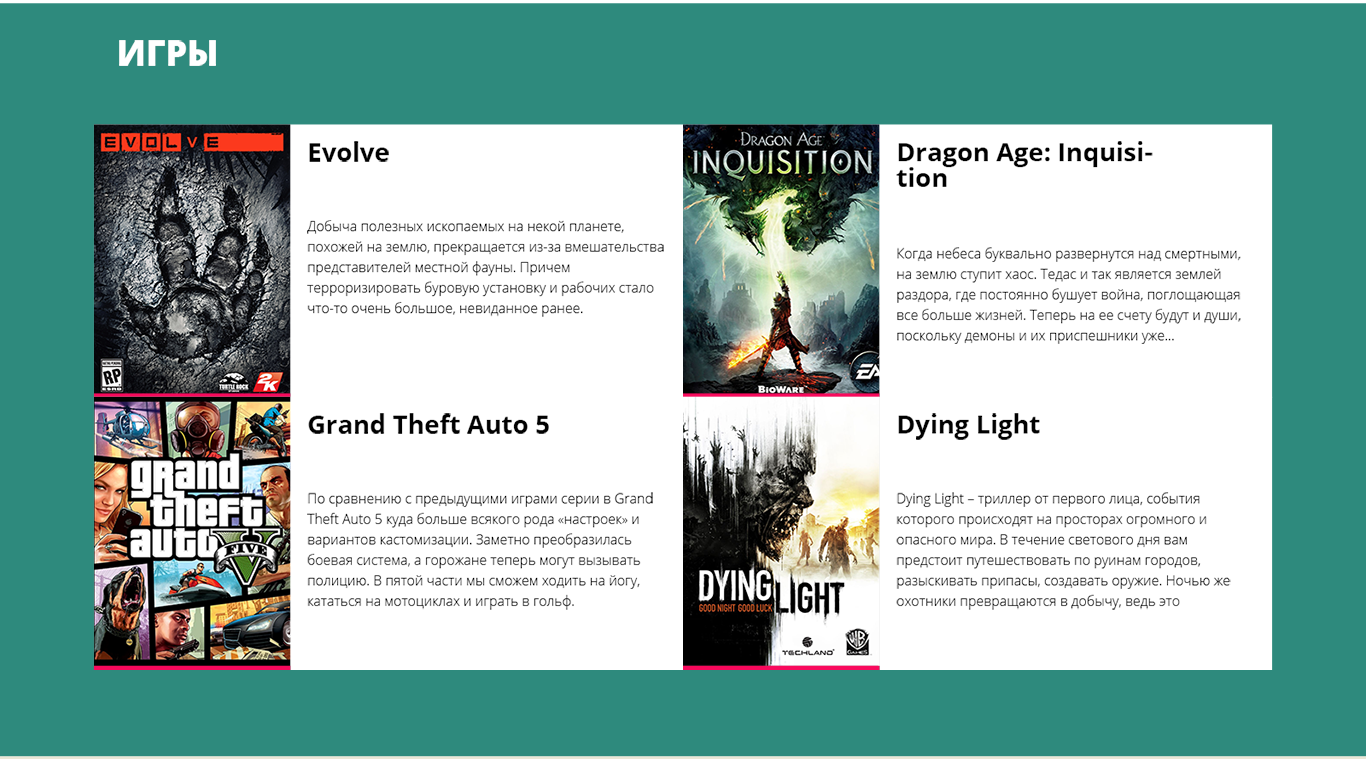 ИГРЫ
EVOLVE
RP
TURTLE ROCK
2K
Evolve
Добыча полезных ископаемых на некой планете,
похожей на землю, прекращается из-за вмешательства
представителей местной фауны. Причем
терроризировать буровую установку и рабочих стало
что-то очень большое, невиданное ранее.
DRAGON AGE
INQUISITION
BIOWARE
EA
Dragon Age: Inquisi-
tion
Когда небеса буквально развернутся над смертными,
на землю ступит хаос. Тедас и так является землей
раздора, где постоянно бушует война, поглощающая
все больше жизней. Теперь на ее счету будут и души,
поскольку демоны и их приспешники уже...
grand
theft
auto
FIVE
Grand Theft Auto 5
По сравнению с предыдущими играми серии в Grand
Theft Auto 5 куда больше всякого рода «настроек» и
вариантов кастомизации. Заметно преобразилась
боевая система, а горожане теперь могут вызывать
полицию. В пятой части мы сможем ходить на йогу,
кататься на мотоциклах и играть в гольф.
DYING LIGHT
GOOD NIGHT GOOD LUCK
TECHLAND
WB
GAMES
Dying Light
Dying Light – триллер от первого лица, события
которого происходят на просторах огромного и
опасного мира. В течение светового дня вам
предстоит путешествовать по руинам городов,
разыскивать припасы, создавать оружие. Ночью же
охотники превращаются в добычу, ведь это